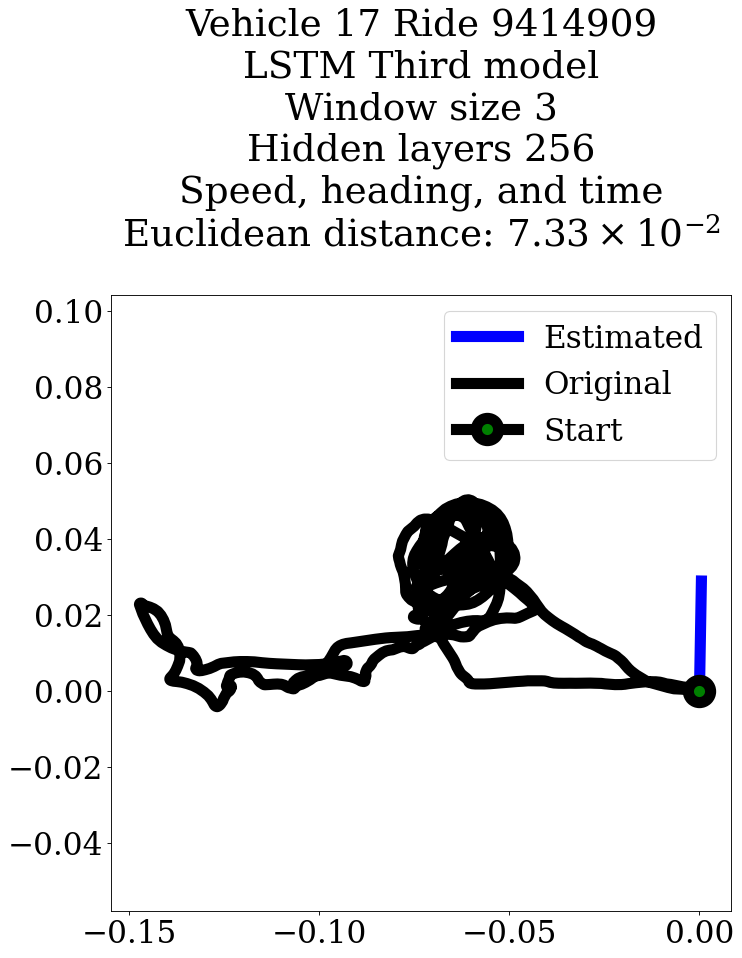 Vehicle 17 Ride 9414909
LSTM Third model
Window size 3
Hidden layers 256
Speed, heading, and time
Euclidean distance: 7.33 × 10⁻²
Estimated
Original
Start
0.10
0.08
0.06
0.04
0.02
0.00
−0.02
−0.04
−0.15 −0.10 −0.05 0.00